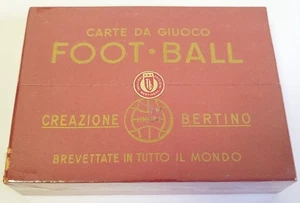 CARTE DA GIUOCO
FOOT·BALL
CREAZIONE BERTINO
BREVETTATE IN TUTTO IL MONDO